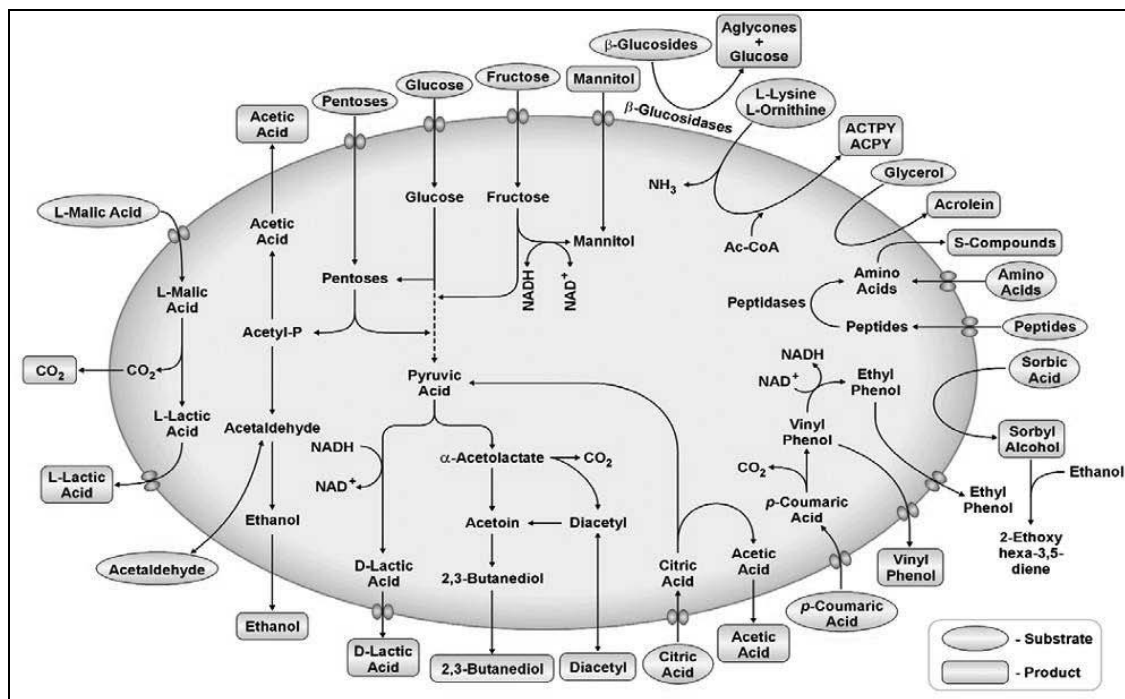 β-Glucosides
Aglycones
+
Glucose
Pentoses
Glucose
Fructose
Mannitol
β-Glucosidases
L-Lysine
L-Ornithine
Acetic
Acid
ACTPY
ACPY
L-Malic Acid
Acetic
Acid
Glucose
Fructose
NH3
Glycerol
Acrolein
Mannitol
Ac-CoA
S-Compounds
Pentoses
NADH
NAD+
Amino
Acids
Amino
Acids
L-Malic
Acid
Peptidases
Acetyl-P
Peptides
Peptides
CO2
CO2
Pyruvic
Acid
NADH
NAD+
Ethyl
Phenol
Sorbic
Acid
L-Lactic
Acid
Acetaldehyde
NADH
NAD+
α-Acetolactate
CO2
Vinyl
Phenol
Sorbyl
Alcohol
Ethanol
L-Lactic
Acid
CO2
p-Coumaric
Acid
Ethyl
Phenol
Ethanol
Acetoin
Diacetyl
2-Ethoxy
hexa-3,5-
diene
Acetaldehyde
D-Lactic
Acid
2,3-Butanediol
Citric
Acid
Acetic
Acid
Vinyl
Phenol
p-Coumaric
Acid
Ethanol
D-Lactic
Acid
2,3-Butanediol
Diacetyl
Citric
Acid
Acetic
Acid
- Substrate
- Product